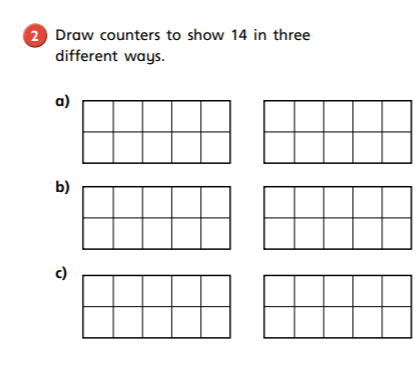 2 Draw counters to show 14 in three
different ways.
a)
b)
c)